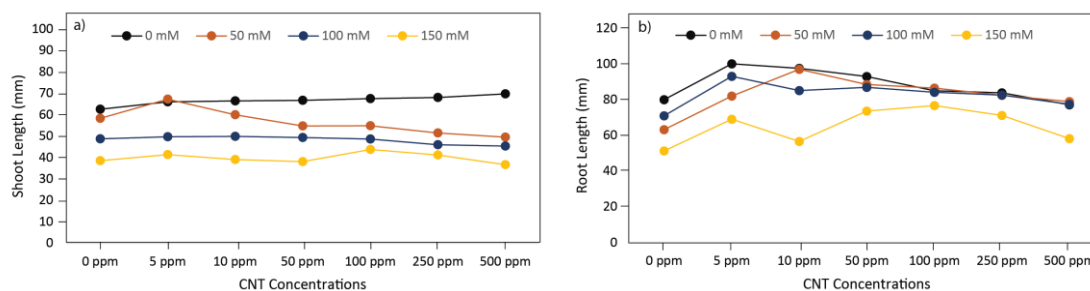 a)
0 mM 50 mM 100 mM 150 mM
100
90
80
70
60
50
40
30
20
10
0
Shoot Length (mm)
0 ppm 5 ppm 10 ppm 50 ppm 100 ppm 250 ppm 500 ppm
CNT Concentrations
b)
0 mM 50 mM 100 mM 150 mM
120
100
80
60
40
20
0
Root Length (mm)
0 ppm 5 ppm 10 ppm 50 ppm 100 ppm 250 ppm 500 ppm
CNT Concentrations